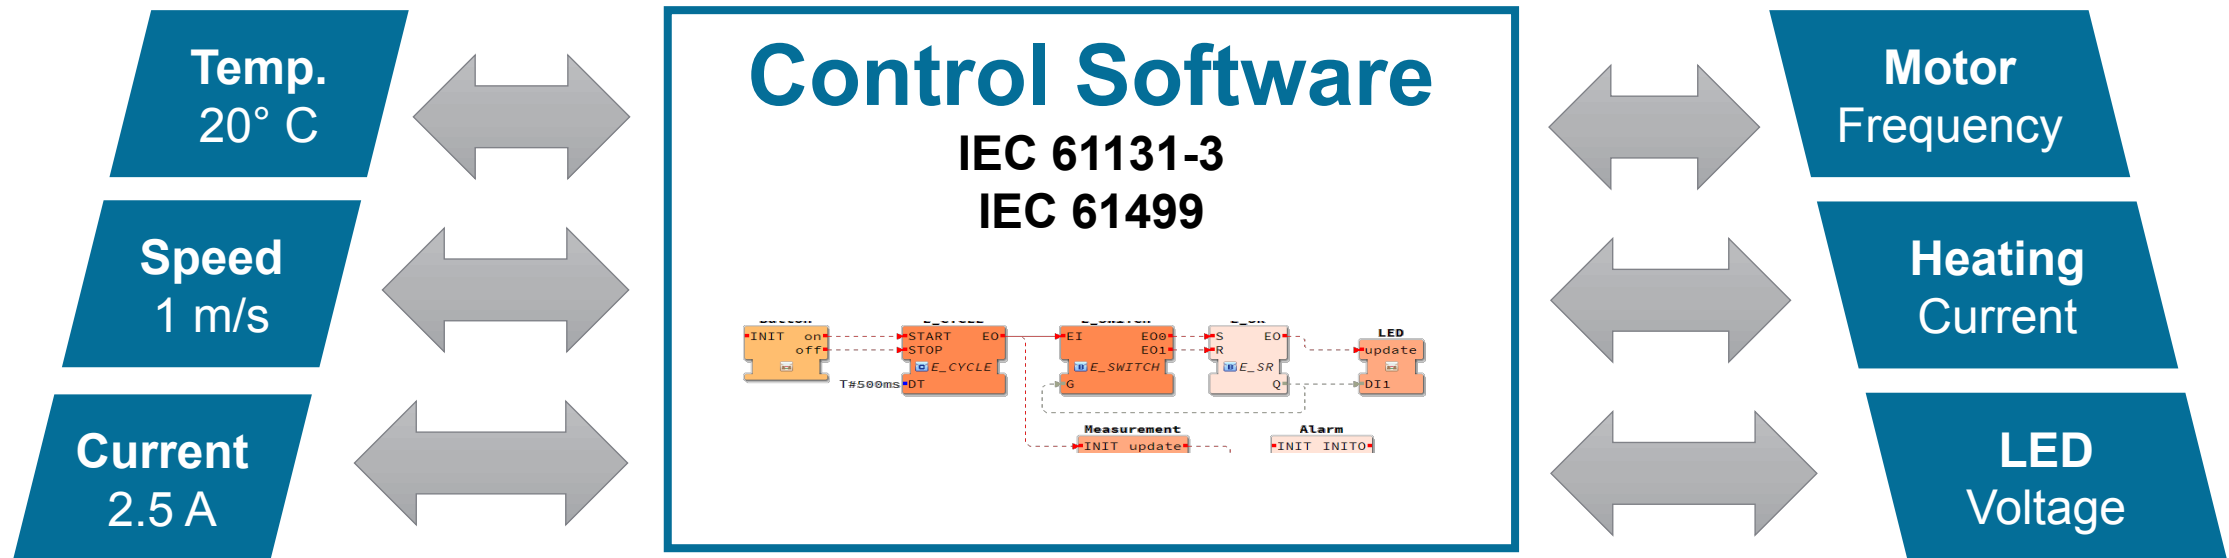 Temp.
20° C
Speed
1 m/s
Current
2.5 A
Control Software
IEC 61131-3
IEC 61499
INIT on
off
T#500ms
START EO
STOP
E_CYCLE
DT
EI EO0
EO1
E_SWITCH
G
S EO
R
E_SR
Q
LED
update
DI1
Measurement
INIT update
Alarm
INIT INITO
Motor
Frequency
Heating
Current
LED
Voltage